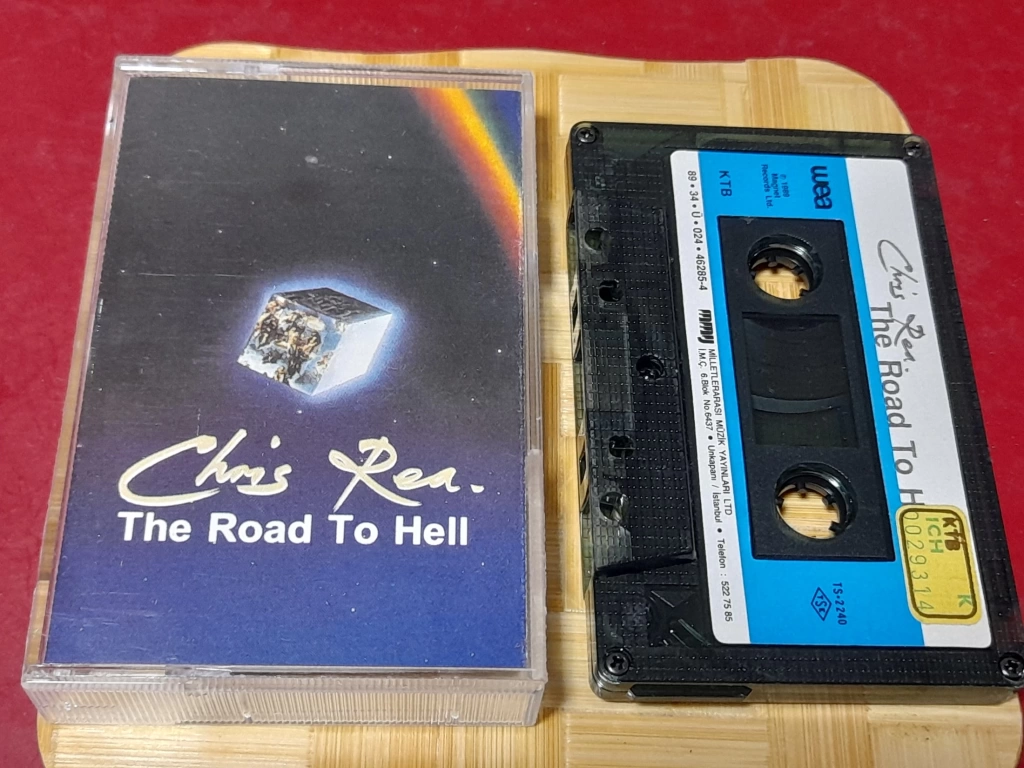 Chris Rea.
The Road To Hell
wea
℗ 1989
Magnet
Records Ltd.
KTB
Chris Rea.
The Road To H
89 • 34 • Ü • 024 • 46285-4
MİLLETLERARASI MÜZİK YAYINLARI LTD.
İ.M.Ç. 6.Blok No.6437 • Unkapanı / İstanbul • Telefon : 522 75 85
TS-2240
TSE
KTB
K
ICH
0029314